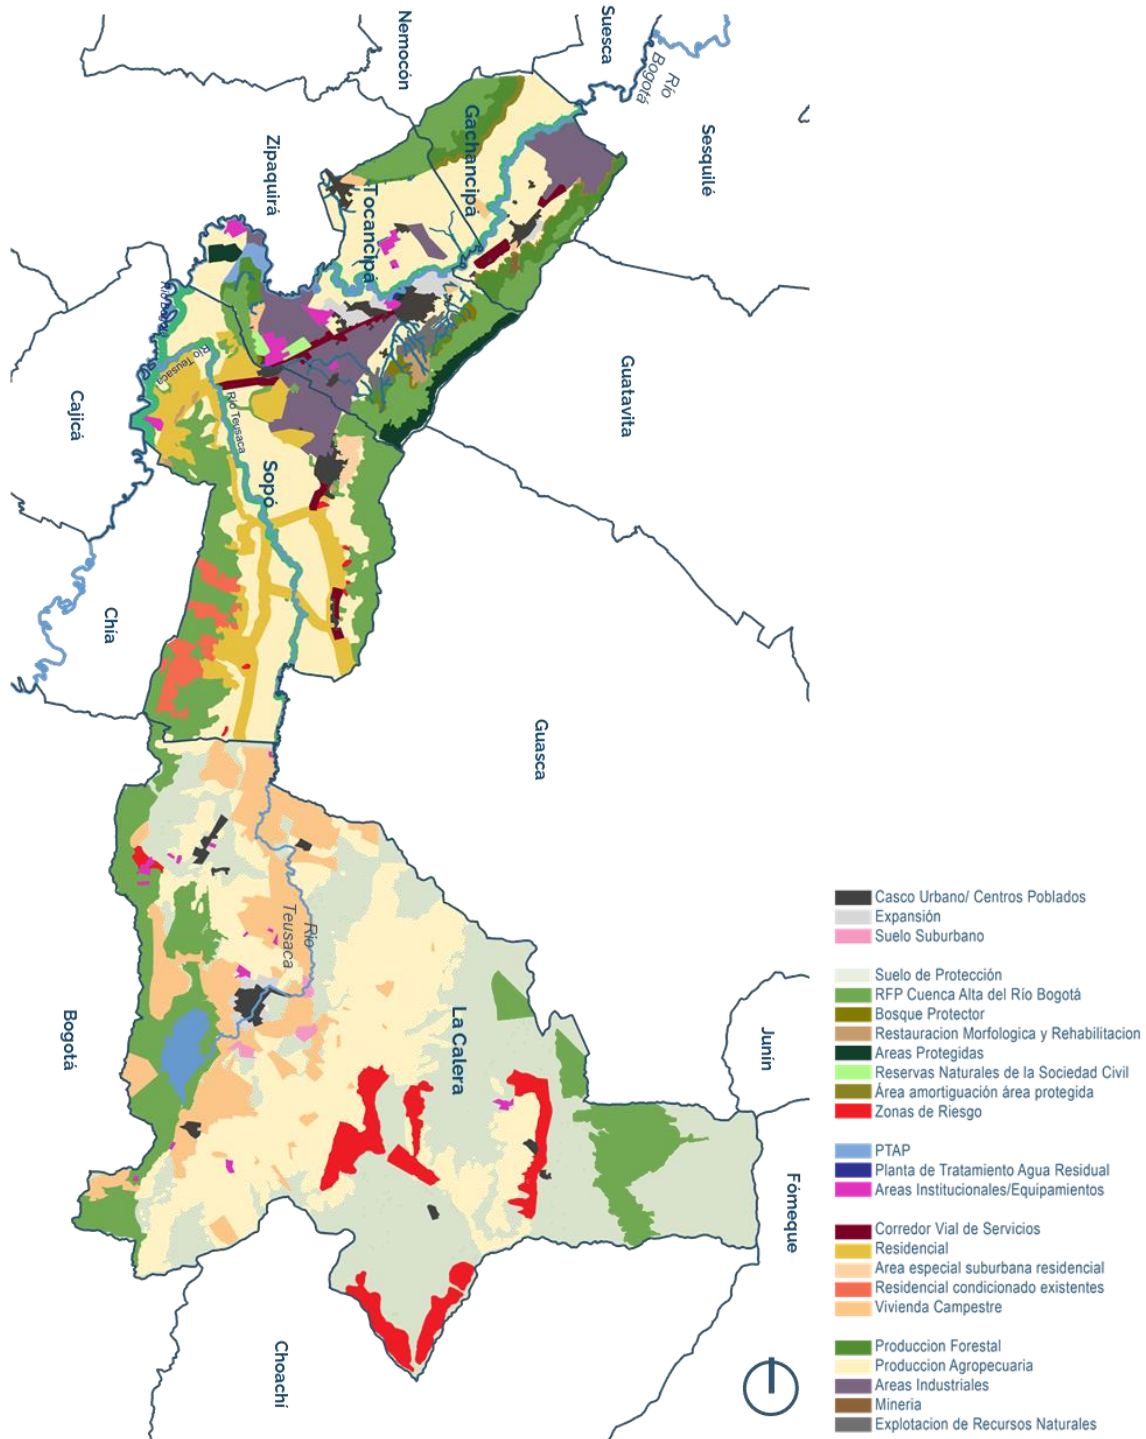 Nemocón
Suesca
Río
Bogotá
Sesquilé
Zipaquirá
Gachancipa
Tocancipá
Río Bogotá
Río Teusaca
Río Teusaca
Guatavita
Cajicá
Sopó
Chía
Guasca
Río
Teusaca
La Calera
Bogotá
Junín
Fómeque
Choachí
Casco Urbano/ Centros Poblados
Expansión
Suelo Suburbano
Suelo de Protección
RFP Cuenca Alta del Río Bogotá
Bosque Protector
Restauracion Morfologica y Rehabilitacion
Areas Protegidas
Reservas Naturales de la Sociedad Civil
Área amortiguación área protegida
Zonas de Riesgo
PTAP
Planta de Tratamiento Agua Residual
Areas Institucionales/Equipamientos
Corredor Vial de Servicios
Residencial
Area especial suburbana residencial
Residencial condicionado existentes
Vivienda Campestre
Produccion Forestal
Produccion Agropecuaria
Areas Industriales
Mineria
Explotacion de Recursos Naturales